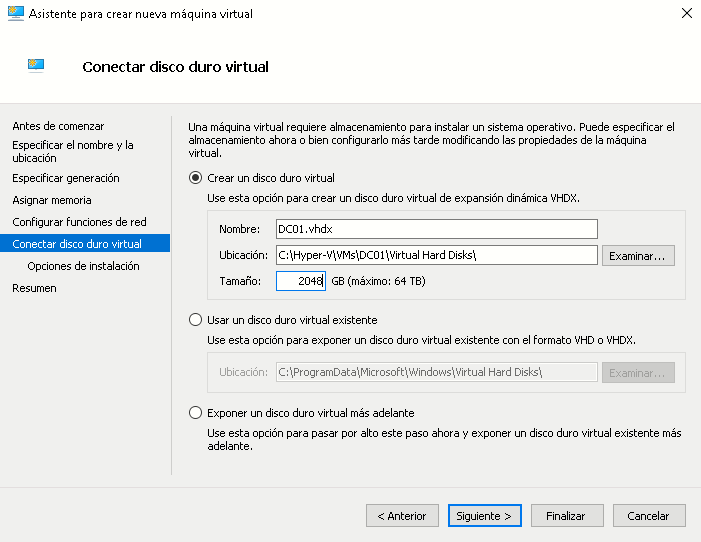 Asistente para crear nueva máquina virtual
Conectar disco duro virtual
Antes de comenzar
Especificar el nombre y la
ubicación
Especificar generación
Asignar memoria
Configurar funciones de red
Conectar disco duro virtual
Opciones de instalación
Resumen
Una máquina virtual requiere almacenamiento para instalar un sistema operativo. Puede especificar el
almacenamiento ahora o bien configurarlo más tarde modificando las propiedades de la máquina
virtual.
Crear un disco duro virtual
Use esta opción para crear un disco duro virtual de expansión dinámica VHDX.
Nombre: DC01.vhdx
Ubicación: C:\Hyper-V\VMs\DC01\Virtual Hard Disks\ Examinar...
Tamaño: 2048 GB (máximo: 64 TB)
Usar un disco duro virtual existente
Use esta opción para exponer un disco duro virtual existente con el formato VHD o VHDX.
Ubicación: C:\ProgramData\Microsoft\Windows\Virtual Hard Disks\ Examinar...
Exponer un disco duro virtual más adelante
Use esta opción para pasar por alto este paso ahora y exponer un disco duro virtual existente más
adelante.
< Anterior Siguiente > Finalizar Cancelar